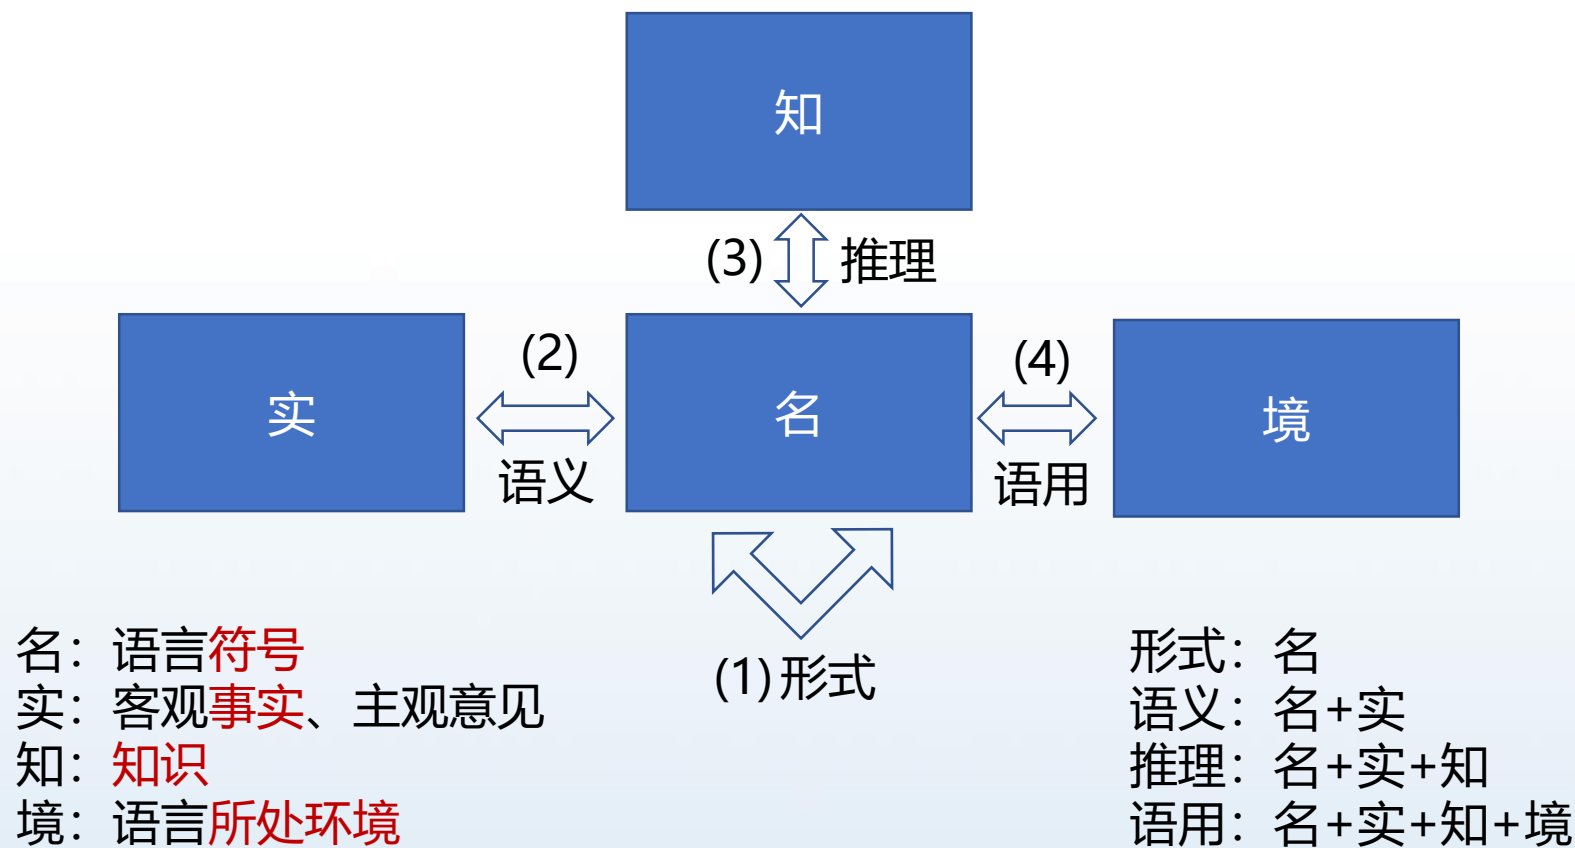 知
(3) 推理
实
(2)
语义
名
(4)
语用
境
(1) 形式
名：语言符号
实：客观事实、主观意见
知：知识
境：语言所处环境
形式：名
语义：名+实
推理：名+实+知
语用：名+实+知+境